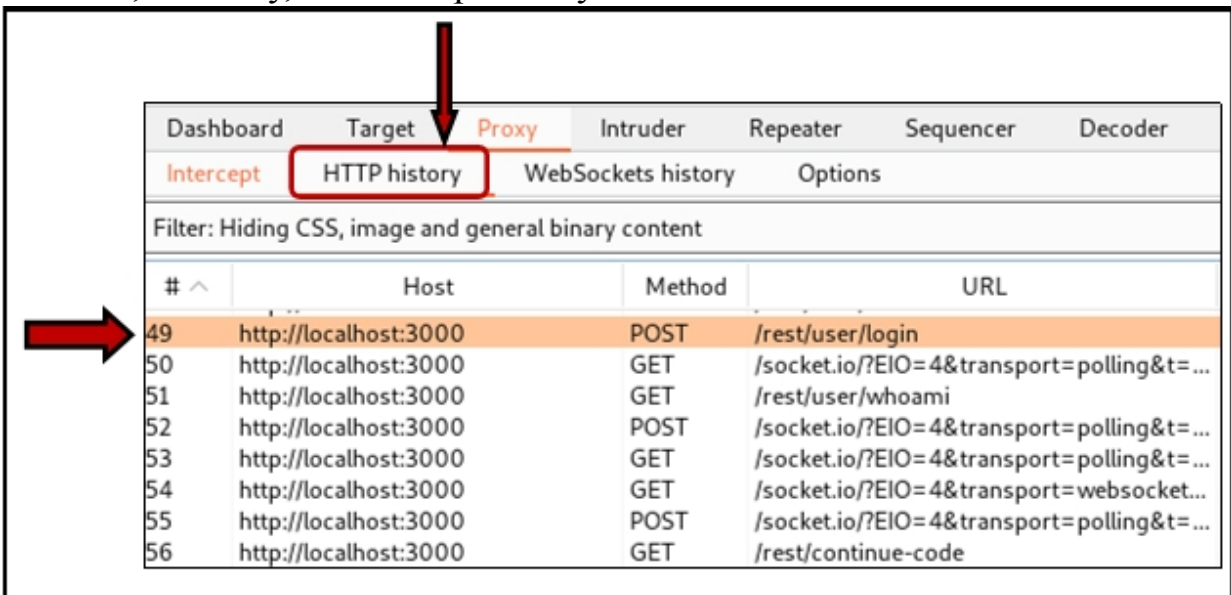 Dashboard Target Proxy Intruder Repeater Sequencer Decoder
Intercept HTTP history WebSockets history Options
Filter: Hiding CSS, image and general binary content
# Host Method URL
49 http://localhost:3000 POST /rest/user/login
50 http://localhost:3000 GET /socket.io/?EIO=4&transport=polling&t=...
51 http://localhost:3000 GET /rest/user/whoami
52 http://localhost:3000 POST /socket.io/?EIO=4&transport=polling&t=...
53 http://localhost:3000 GET /socket.io/?EIO=4&transport=polling&t=...
54 http://localhost:3000 GET /socket.io/?EIO=4&transport=websocket...
55 http://localhost:3000 POST /socket.io/?EIO=4&transport=polling&t=...
56 http://localhost:3000 GET /rest/continue-code